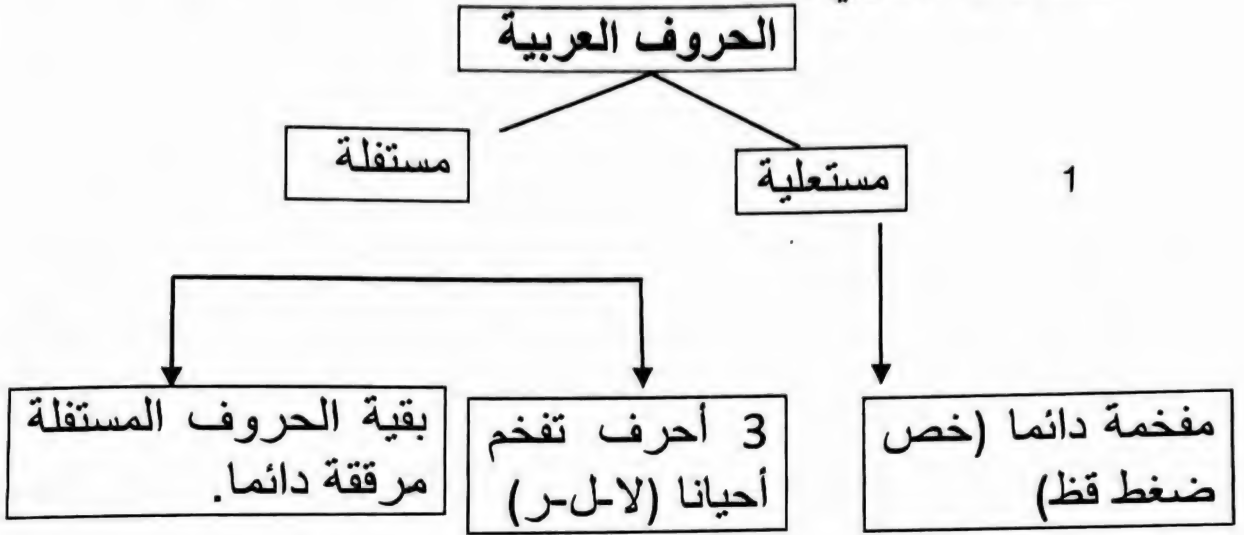 الحروف العربية
مستعلية
مستفلة
1
مفخمة دائما (خص
ضغط قظ)
3 أحرف تفخم
أحيانا (لا-ل-ر)
بقية الحروف المستفلة
مرققة دائما.